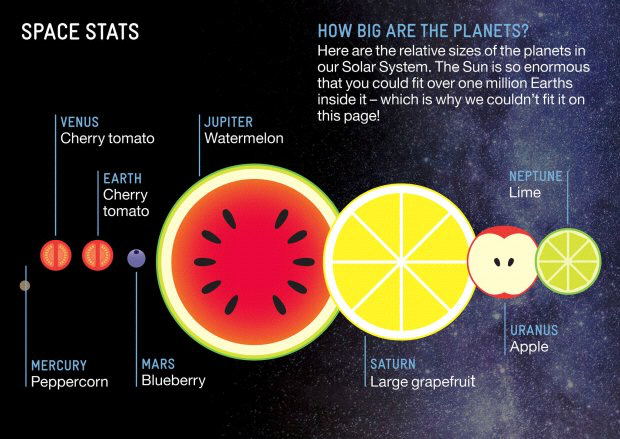 SPACE STATS
HOW BIG ARE THE PLANETS?
Here are the relative sizes of the planets in
our Solar System. The Sun is so enormous
that you could fit over one million Earths
inside it – which is why we couldn't fit it on
this page!
VENUS
Cherry tomato
JUPITER
Watermelon
EARTH
Cherry
tomato
NEPTUNE
Lime
MERCURY
Peppercorn
MARS
Blueberry
SATURN
Large grapefruit
URANUS
Apple